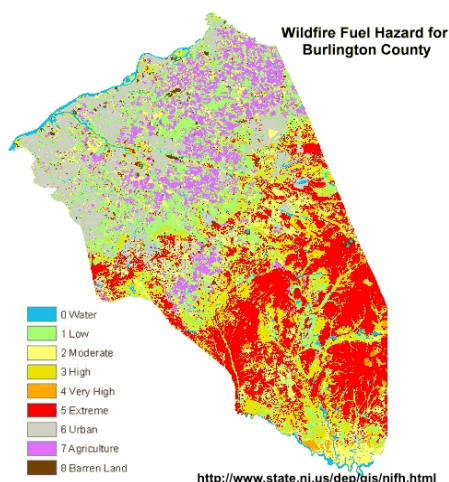 Wildfire Fuel Hazard for
Burlington County
0 Water
1 Low
2 Moderate
3 High
4 Very High
5 Extreme
6 Urban
7 Agriculture
8 Barren Land
http://www.state.nj.us/dep/gis/njfh.html